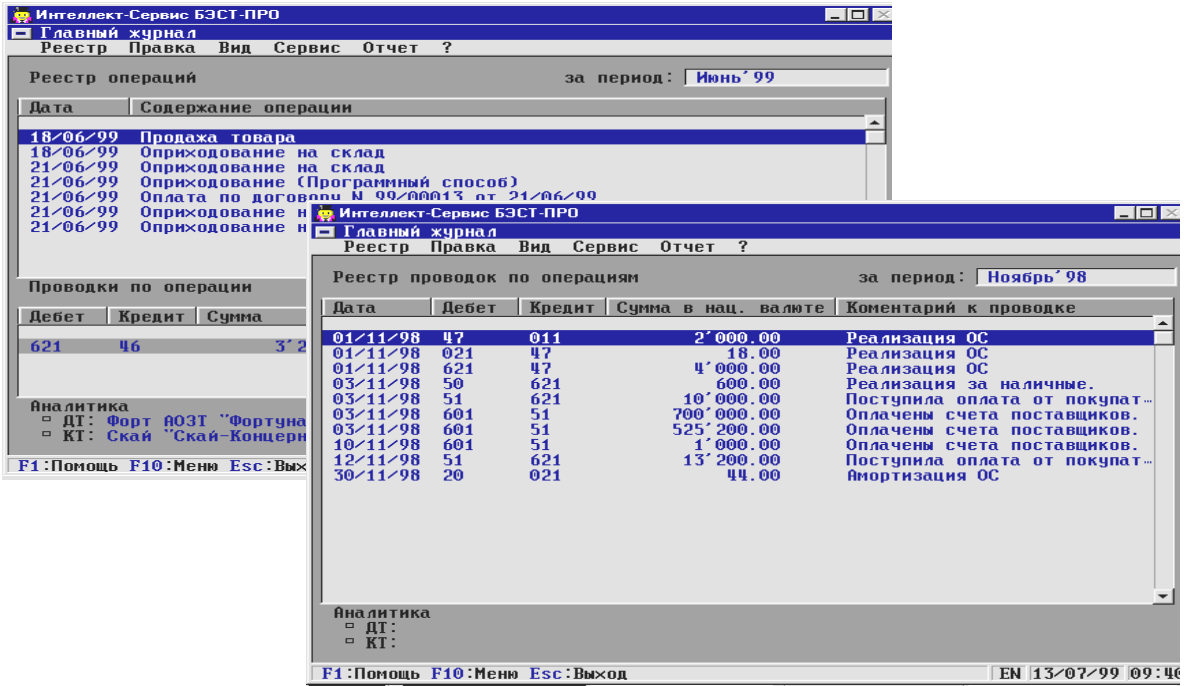 Интеллект-Сервис БЭСТ-ПРО
Главный журнал
Реестр Правка Вид Сервис Отчет ?
Реестр операций за период: Июнь'99
Дата Содержание операции
18/06/99 Продажа товара
18/06/99 Оприходование на склад
21/06/99 Оприходование на склад
21/06/99 Оприходование (Программный способ)
21/06/99 Оплата по договору N 99/00013 от 21/06/99
21/06/99 Оприходование
21/06/99 Оприходование
Проводки по операции
Дебет Кредит Сумма
621 46 3'2
Аналитика
ДТ: Форт АОЗТ "Фортуна
КТ: Скай "Скай-Концерн
F1:Помощь F10:Меню Esc:Вых
Интеллект-Сервис БЭСТ-ПРО
Главный журнал
Реестр Правка Вид Сервис Отчет ?
Реестр проводок по операциям за период: Ноябрь'98
Дата Дебет Кредит Сумма в нац. валюте Коментарий к проводке
01/11/98 47 011 2'000.00 Реализация ОС
01/11/98 021 47 18.00 Реализация ОС
01/11/98 621 47 4'000.00 Реализация ОС
03/11/98 50 621 600.00 Реализация за наличные.
03/11/98 51 621 10'000.00 Поступила оплата от покупат…
03/11/98 601 51 700'000.00 Оплачены счета поставщиков.
03/11/98 601 51 525'200.00 Оплачены счета поставщиков.
10/11/98 601 51 1'000.00 Оплачены счета поставщиков.
12/11/98 51 621 13'200.00 Поступила оплата от покупат…
30/11/98 20 021 44.00 Амортизация ОС
Аналитика
ДТ:
КТ:
F1:Помощь F10:Меню Esc:Выход EN 13/07/99 09:40